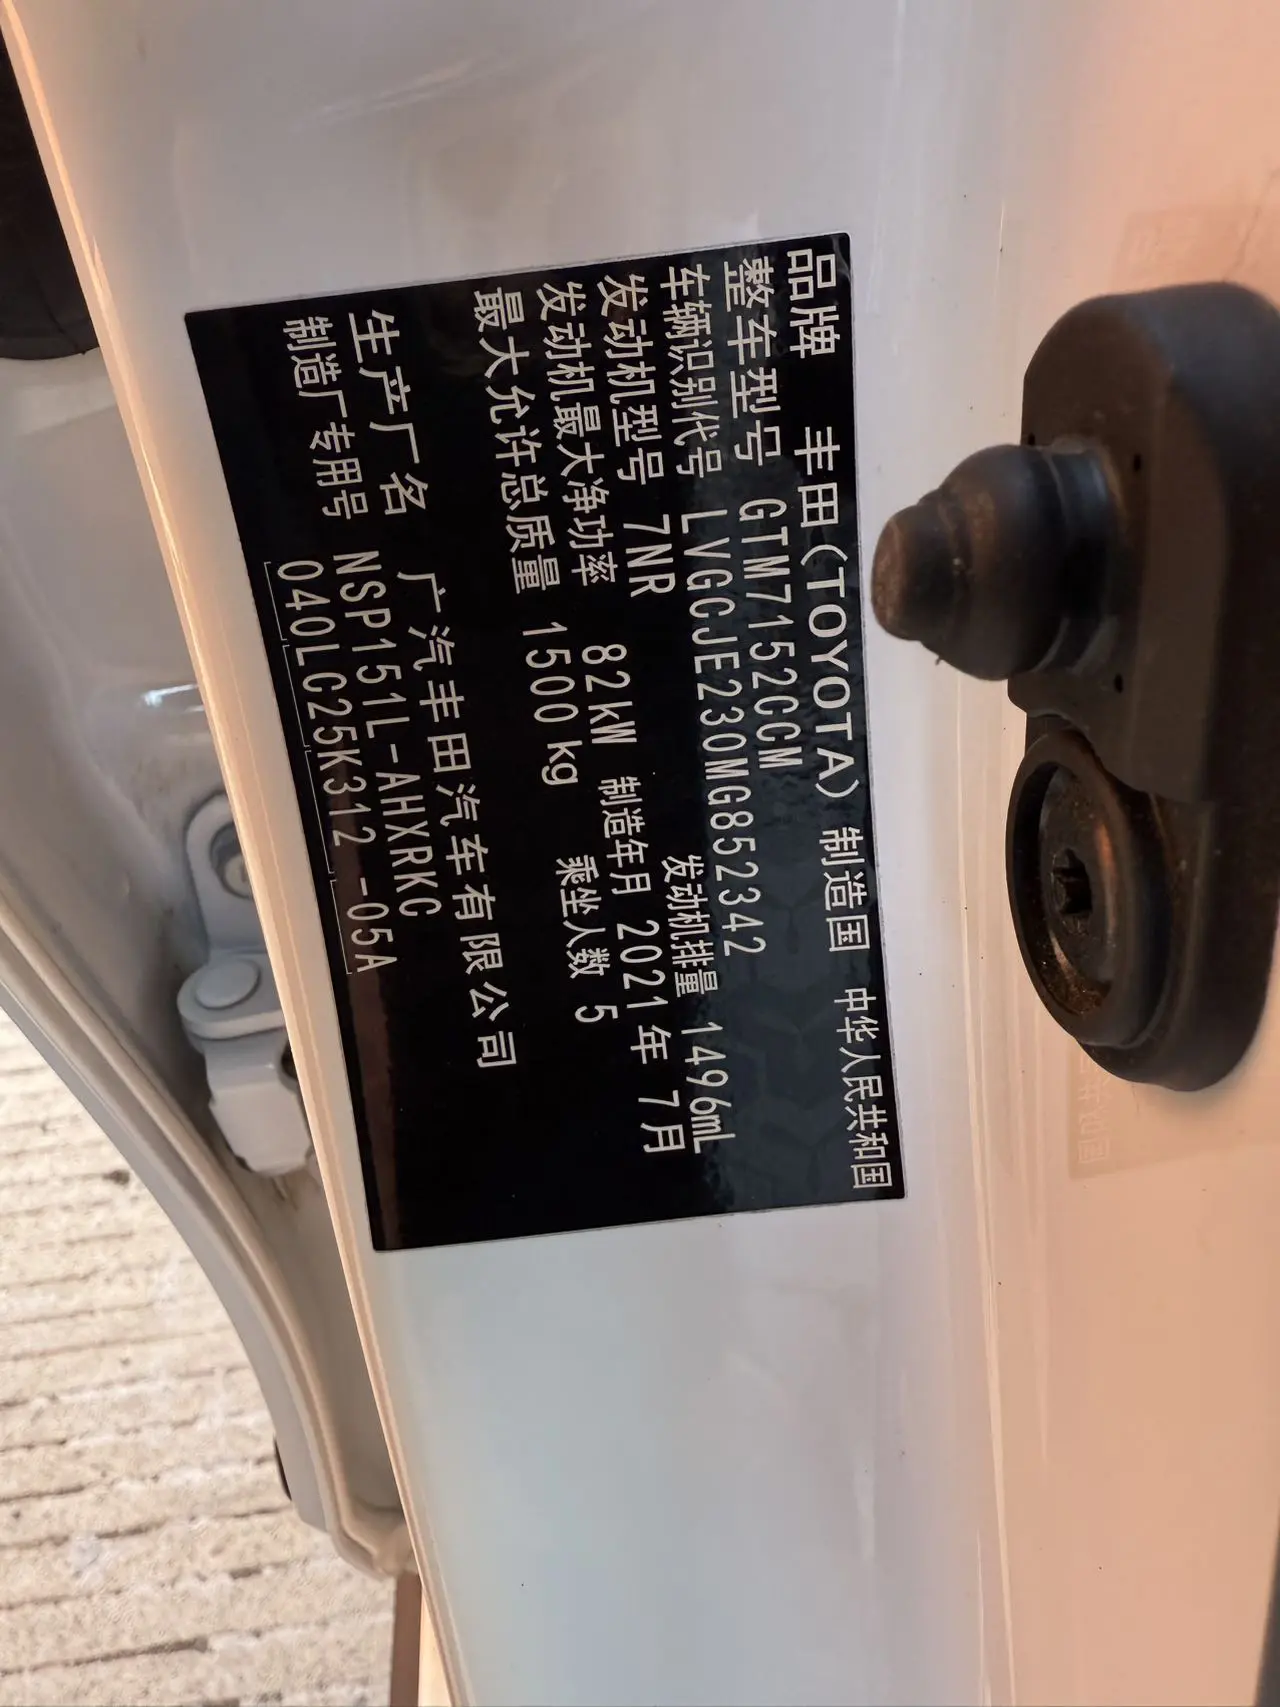 品牌 丰田(TOYOTA) 制造国 中华人民共和国
整车型号 GTM7152CCM
车辆识别代号 LVGCJE230MG852342
发动机型号 7NR 发动机排量 1496mL
发动机最大净功率 82kW 制造年月 2021年 7月
最大允许总质量 1500kg 乘坐人数 5
生产厂名 广汽丰田汽车有限公司
制造厂专用号 NSP151L-AHXRKC
040LC25K312 -05A